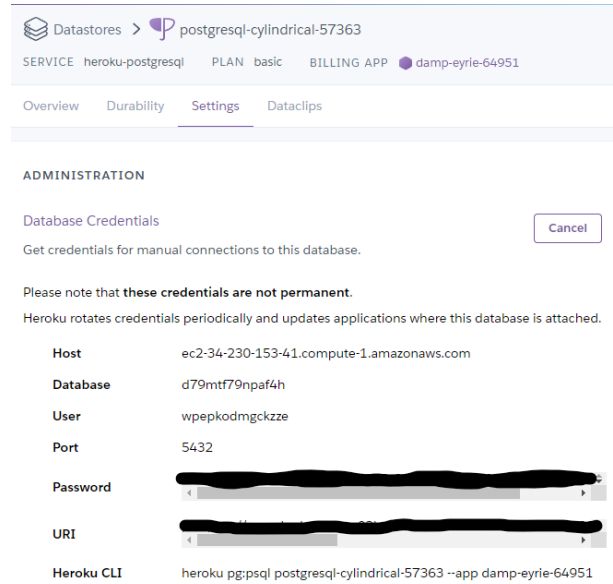 Datastores > postgresql-cylindrical-57363
SERVICE heroku-postgresql PLAN basic BILLING APP damp-eyrie-64951
Overview Durability Settings Dataclips
ADMINISTRATION
Database Credentials
Cancel
Get credentials for manual connections to this database.
Please note that these credentials are not permanent.
Heroku rotates credentials periodically and updates applications where this database is attached.
Host ec2-34-230-153-41.compute-1.amazonaws.com
Database d79mtf79npaf4h
User wpepkodmgckzze
Port 5432
Password
URI
Heroku CLI heroku pg:psql postgresql-cylindrical-57363 --app damp-eyrie-64951